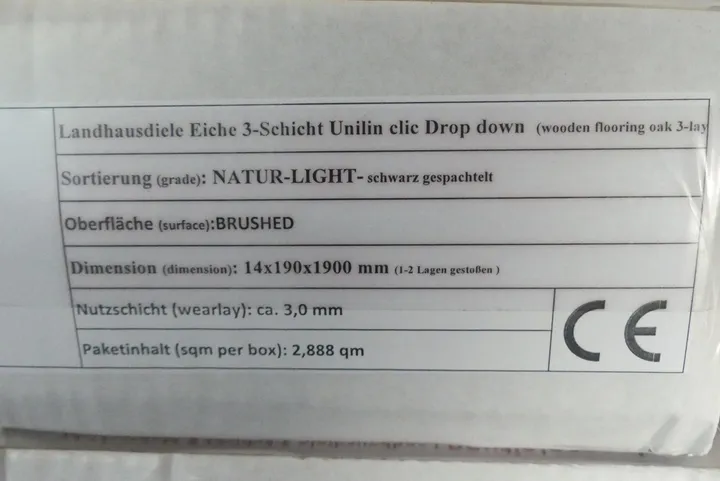 Landhausdiele Eiche 3-Schicht Unilin clic Drop down (wooden flooring oak 3-lay
Sortierung (grade): NATUR-LIGHT- schwarz gespachtelt
Oberfläche (surface):BRUSHED
Dimension (dimension): 14x190x1900 mm (1-2 Lagen gestoßen )
Nutzschicht (wearlay): ca. 3,0 mm
Paketinhalt (sqm per box): 2,888 qm
CE